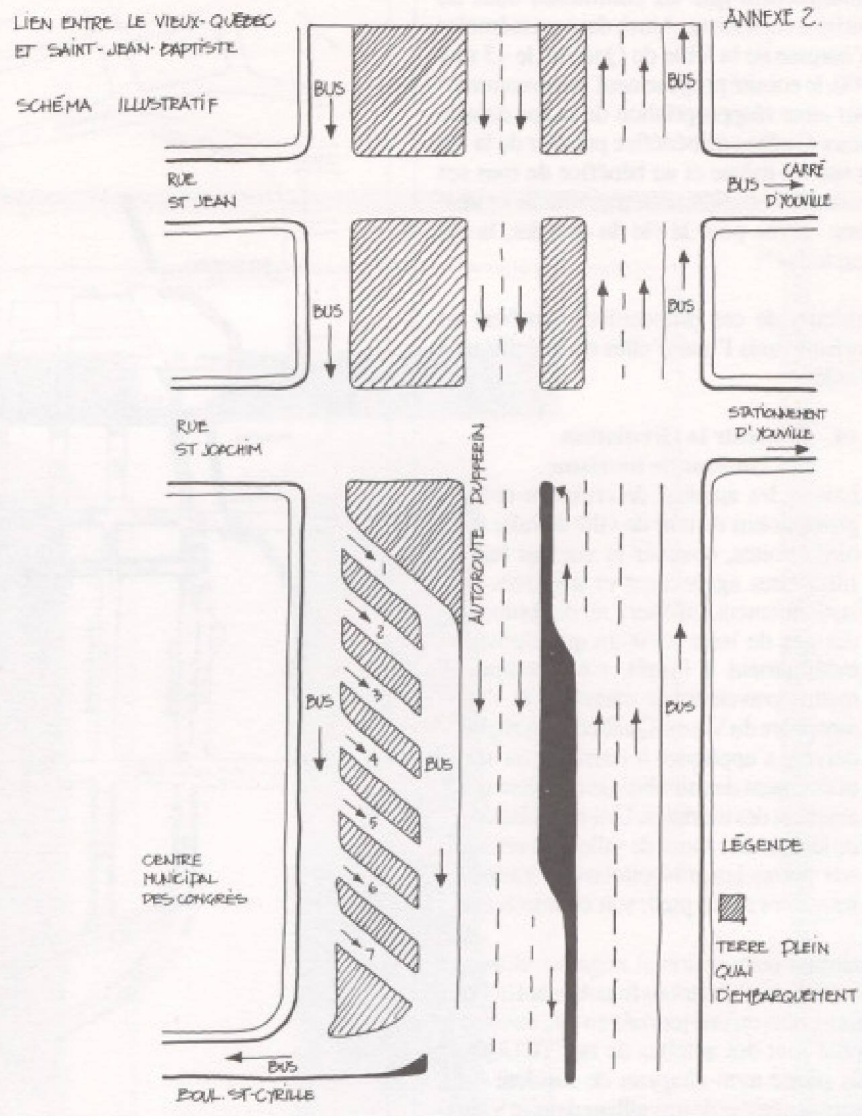 LIEN ENTRE LE VIEUX-QUÉBEC
ET SAINT-JEAN-BAPTISTE
SCHÉMA ILLUSTRATIF
ANNEXE 2.
BUS
BUS
RUE
ST JEAN
BUS
CARRÉ
D'YOUVILLE
BUS
BUS
RUE
ST JOACHIM
STATIONNEMENT
D'YOUVILLE
AUTOROUTE DUFFERIN
1
2
3
4
5
6
7
BUS
BUS
BUS
CENTRE
MUNICIPAL
DES CONGRÈS
LÉGENDE
TERRE PLEIN
QUAI
D'EMBARQUEMENT
BUS
BOUL. ST-CYRILLE